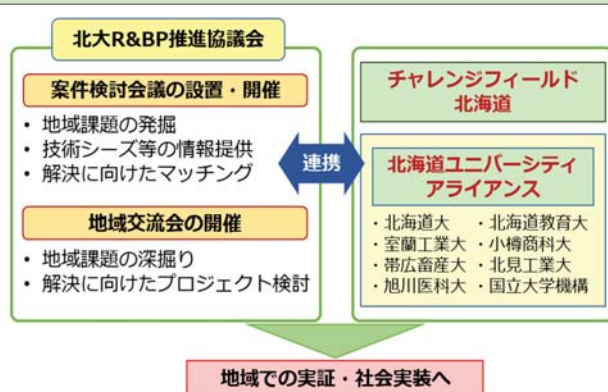 北大R&BP推進協議会
案件検討会議の設置・開催
• 地域課題の発掘
• 技術シーズ等の情報提供
• 解決に向けたマッチング
地域交流会の開催
• 地域課題の深掘り
• 解決に向けたプロジェクト検討
連携
チャレンジフィールド
北海道
北海道ユニバーシティ
アライアンス
・北海道大 ・北海道教育大
・室蘭工業大 ・小樽商科大
・帯広畜産大 ・北見工業大
・旭川医科大 ・国立大学機構
地域での実証・社会実装へ